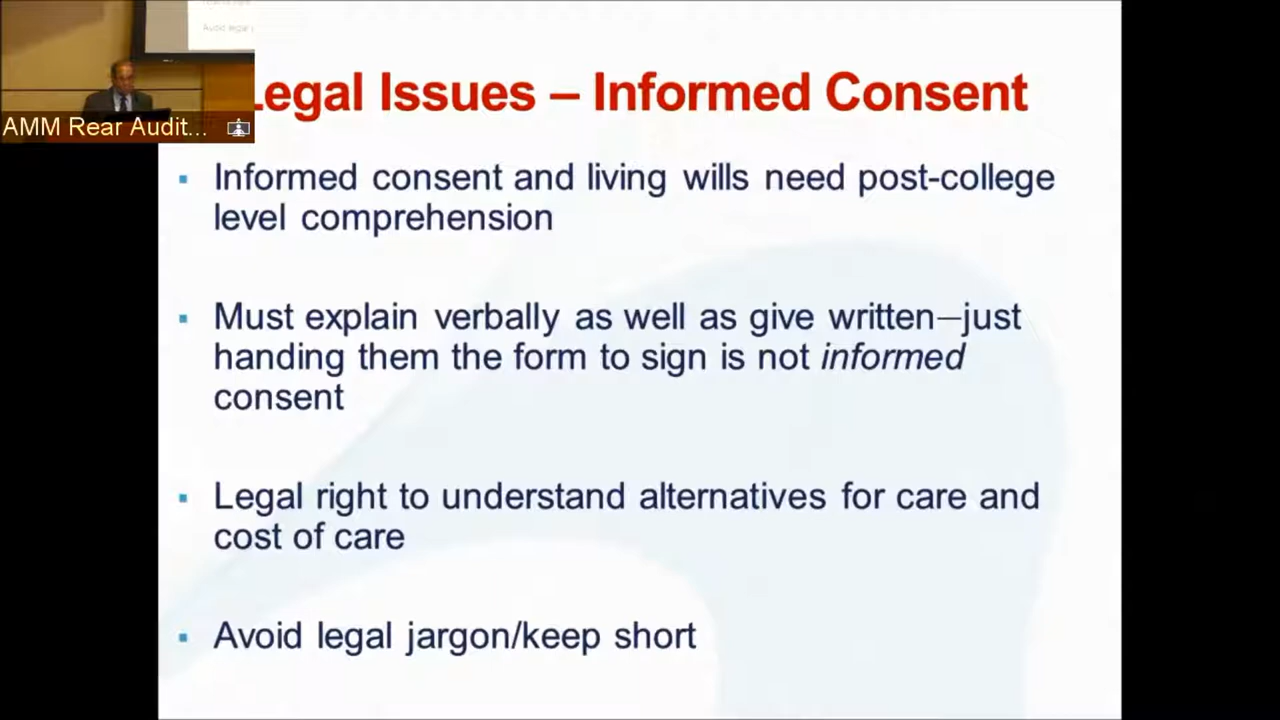 Legal Issues – Informed Consent
AMM Rear Audit...
▪ Informed consent and living wills need post-college
level comprehension
▪ Must explain verbally as well as give written—just
handing them the form to sign is not informed
consent
▪ Legal right to understand alternatives for care and
cost of care
▪ Avoid legal jargon/keep short